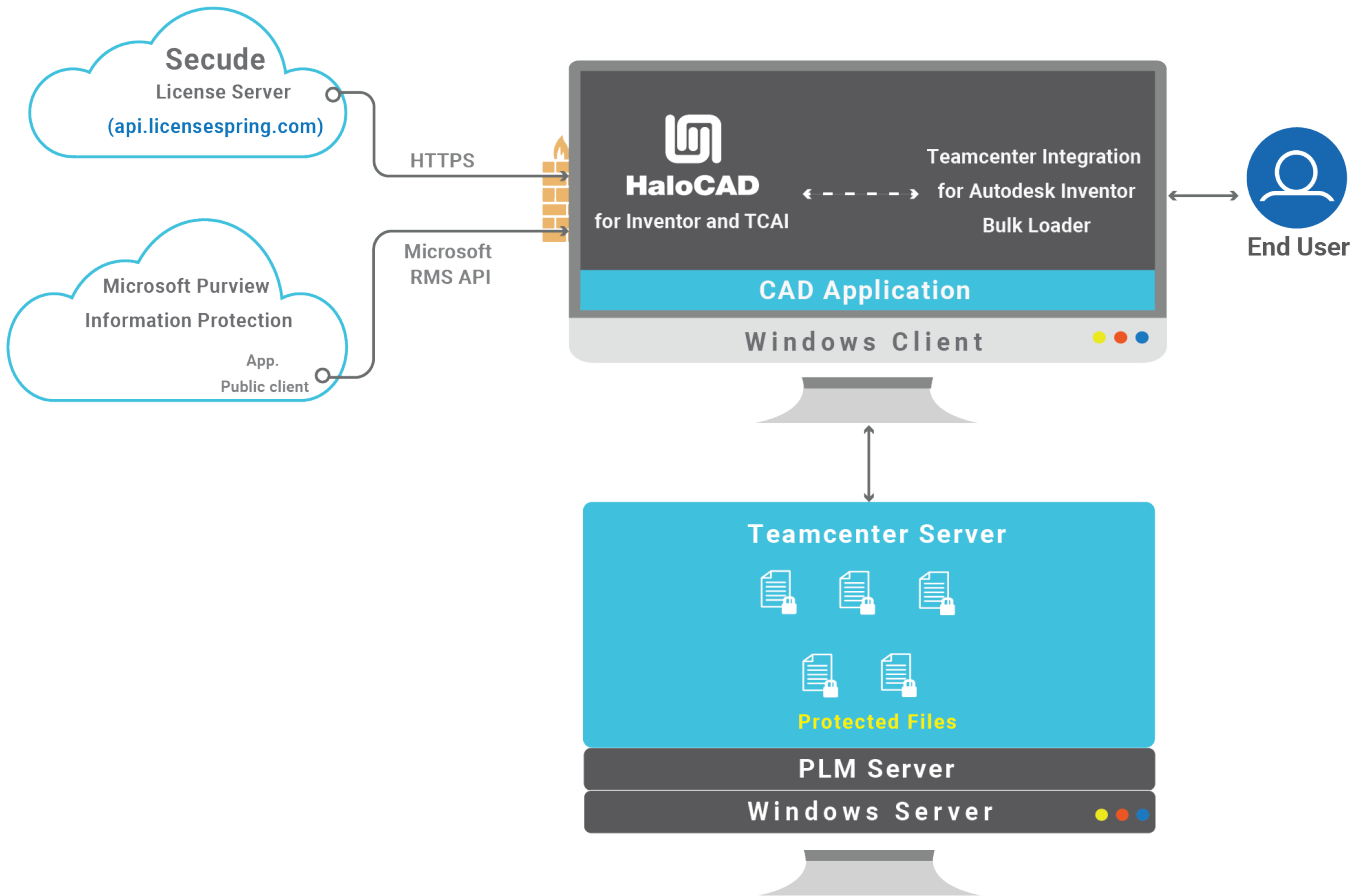 Secude
License Server
(api.licensespring.com)
HTTPS
Microsoft Purview
Information Protection
App.
Public client
Microsoft
RMS API
HaloCAD
for Inventor and TCAI
Teamcenter Integration
for Autodesk Inventor
Bulk Loader
CAD Application
Windows Client
End User
Teamcenter Server
Protected Files
PLM Server
Windows Server